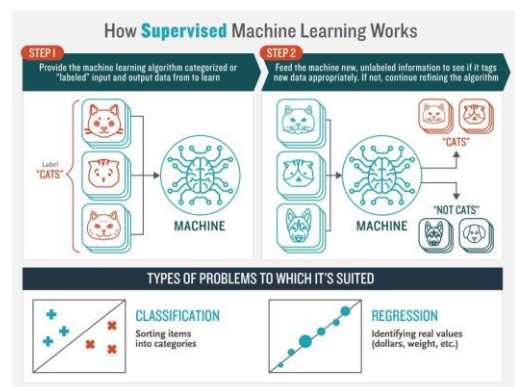 How Supervised Machine Learning Works
STEP 1
Provide the machine learning algorithm categorized or
"labeled" input and output data from to learn
Label
"CATS"
MACHINE
STEP 2
Feed the machine new, unlabeled information to see if it tags
new data appropriately. If not, continue refining the algorithm
MACHINE
"CATS"
"NOT CATS"
TYPES OF PROBLEMS TO WHICH IT'S SUITED
CLASSIFICATION
Sorting items
into categories
REGRESSION
Identifying real values
(dollars, weight, etc.)